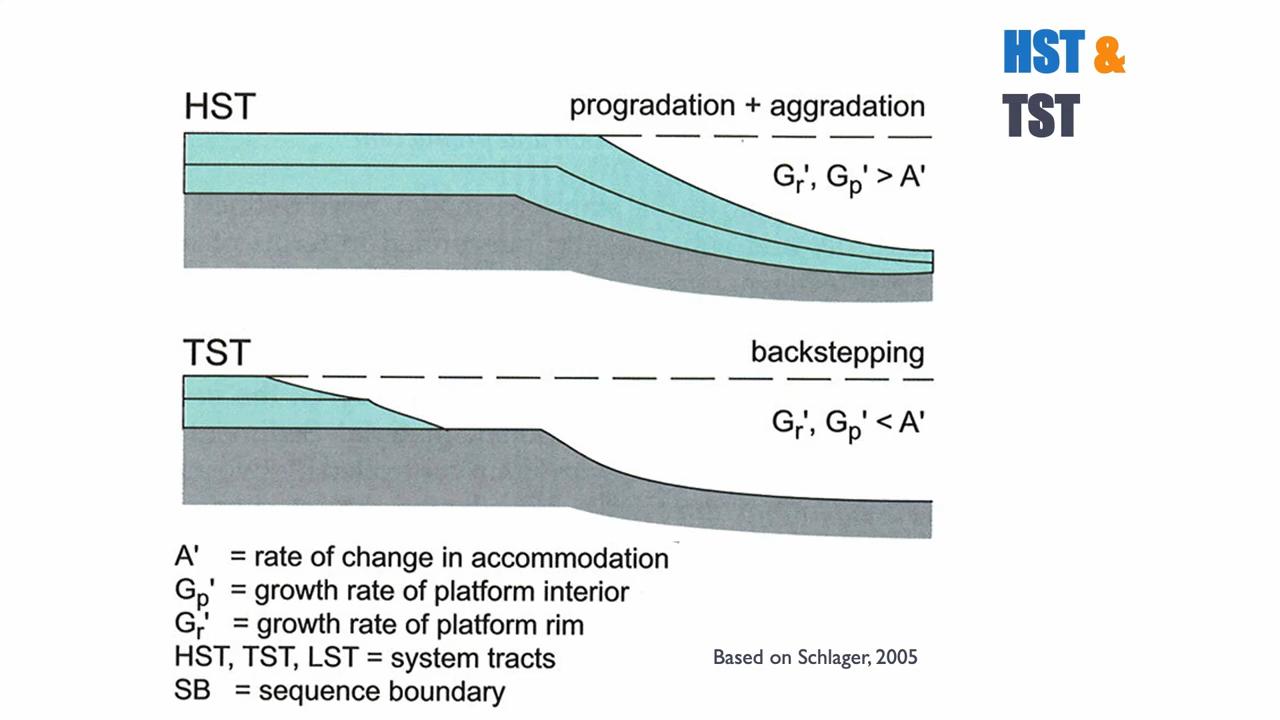 HST &
TST
HST
progradation + aggradation
Gr', Gp' > A'
TST
backstepping
Gr', Gp' < A'
A' = rate of change in accommodation
Gp' = growth rate of platform interior
Gr' = growth rate of platform rim
HST, TST, LST = system tracts
SB = sequence boundary
Based on Schlager, 2005